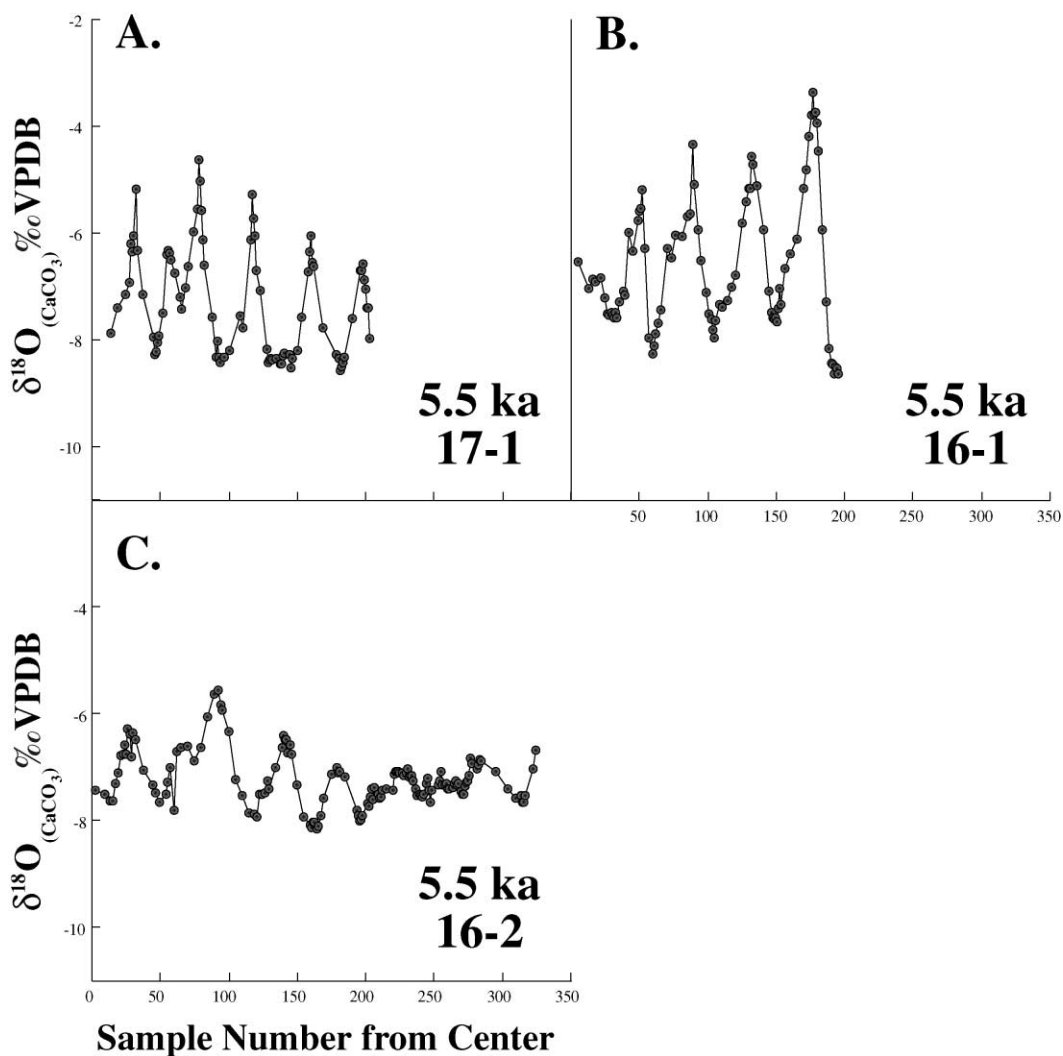 A.
B.
-2
-4
-6
-8
-10
δ¹⁸O(CaCO₃)‰VPDB
5.5 ka
17-1
5.5 ka
16-1
50 100 150 200 250 300 350
C.
-4
-6
-8
-10
δ¹⁸O(CaCO₃)‰VPDB
5.5 ka
16-2
0 50 100 150 200 250 300 350
Sample Number from Center